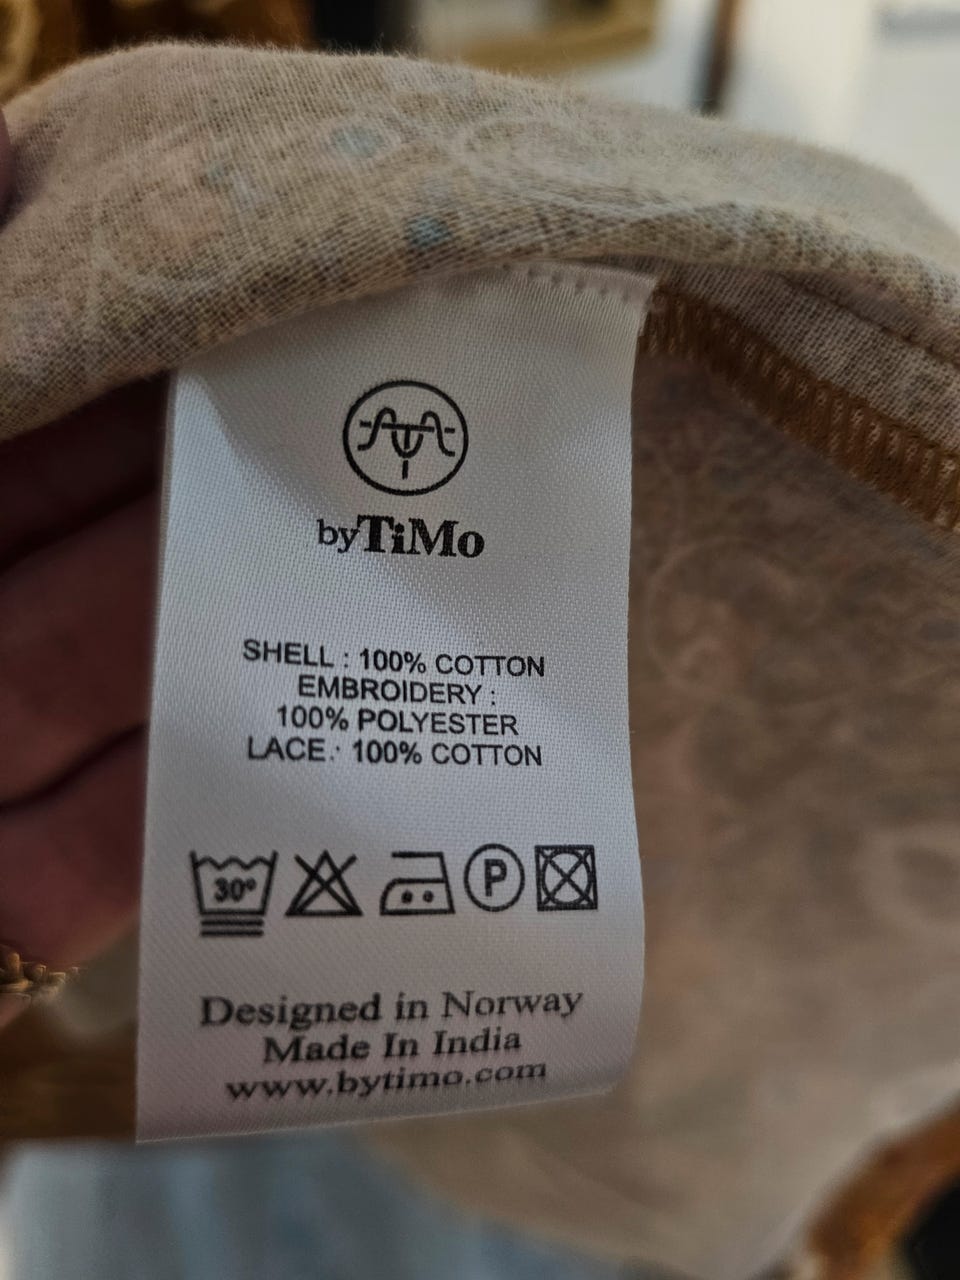 byTiMo
SHELL : 100% COTTON
EMBROIDERY :
100% POLYESTER
LACE : 100% COTTON
30° P
Designed in Norway
Made In India
www.bytimo.com